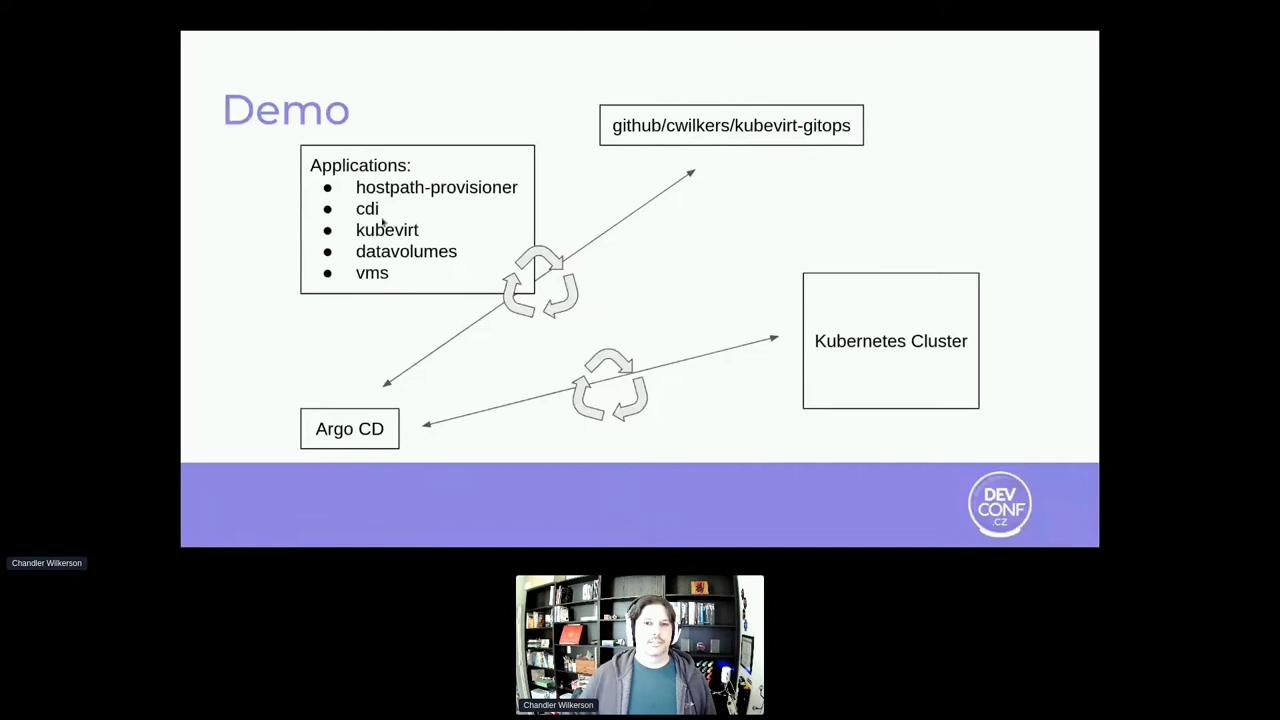 Demo
github/cwilkers/kubevirt-gitops
Applications:
● hostpath-provisioner
● cdi
● kubevirt
● datavolumes
● vms
Kubernetes Cluster
Argo CD
DEV
CONF
.CZ
Chandler Wilkerson
Chandler Wilkerson